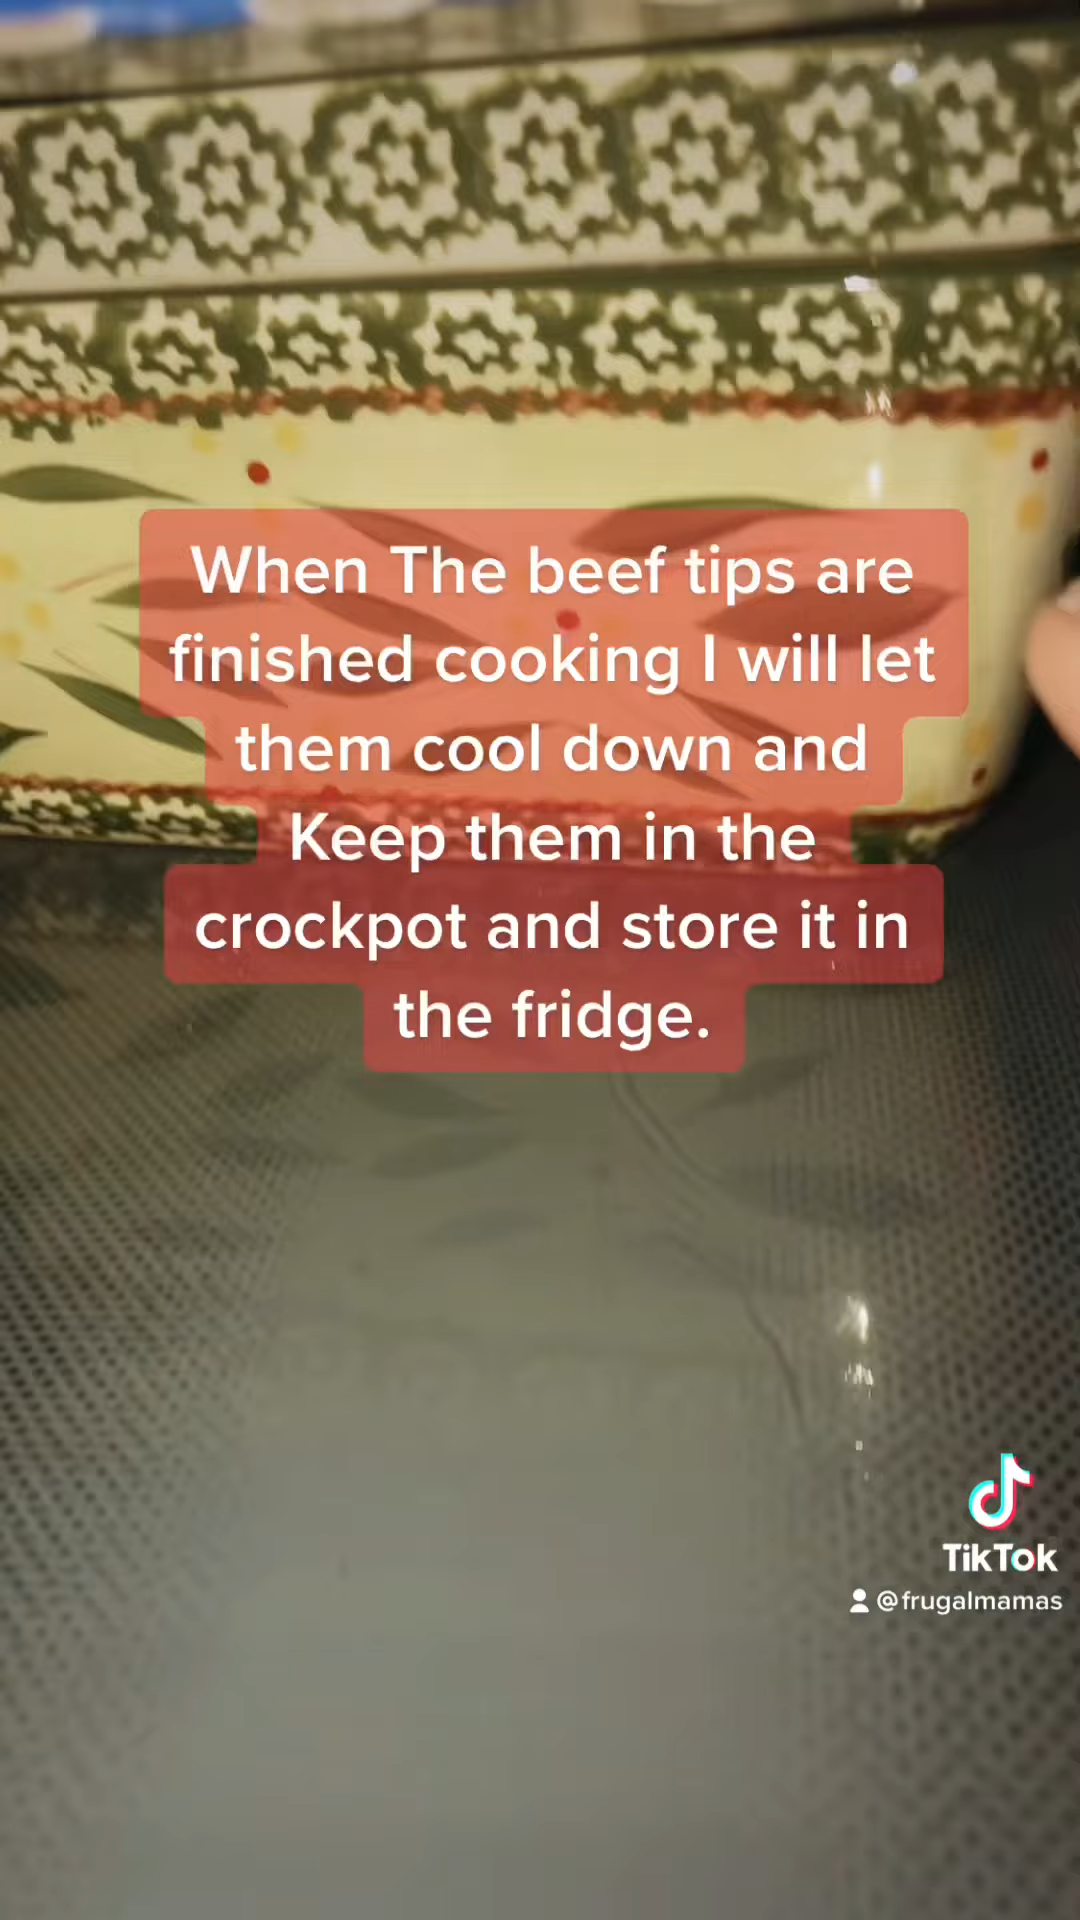 When The beef tips are
finished cooking I will let
them cool down and
Keep them in the
crockpot and store it in
the fridge.
TikTok
@frugalmamas